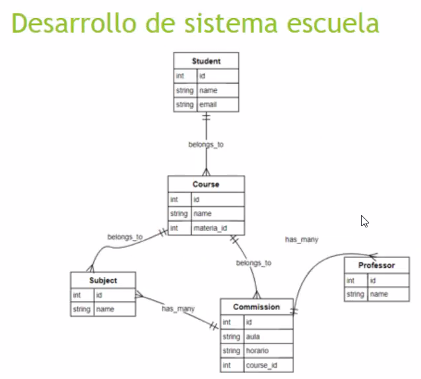 Desarrollo de sistema escuela
Student
int id
string name
string email
belongs_to
Course
int id
string name
int materia_id
belongs_to
belongs_to
has_many
Subject
int id
string name
has_many
Commission
int id
string aula
string horario
int course_id
Professor
int id
string name